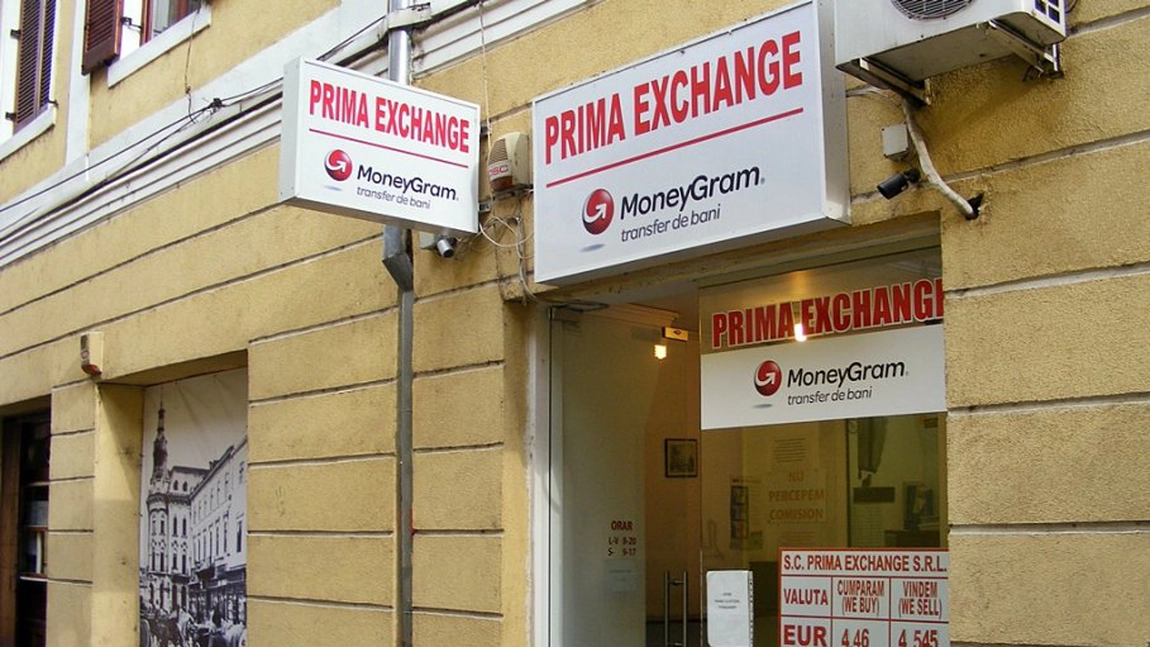 PRIMA EXCHANGE
MoneyGram.
transfer de bani
PRIMA EXCHANGE
MoneyGram.
transfer de bani
PRIMA EXCHANGE
MoneyGram.
transfer de bani
NU
PERCEPEM
COMISION
ORAR
L-V 8-20
S- 9-17
S.C. PRIMA EXCHANGE S.R.L.
VALUTA CUMPARAM (WE BUY) VINDEM (WE SELL)
EUR 4.46 4.545